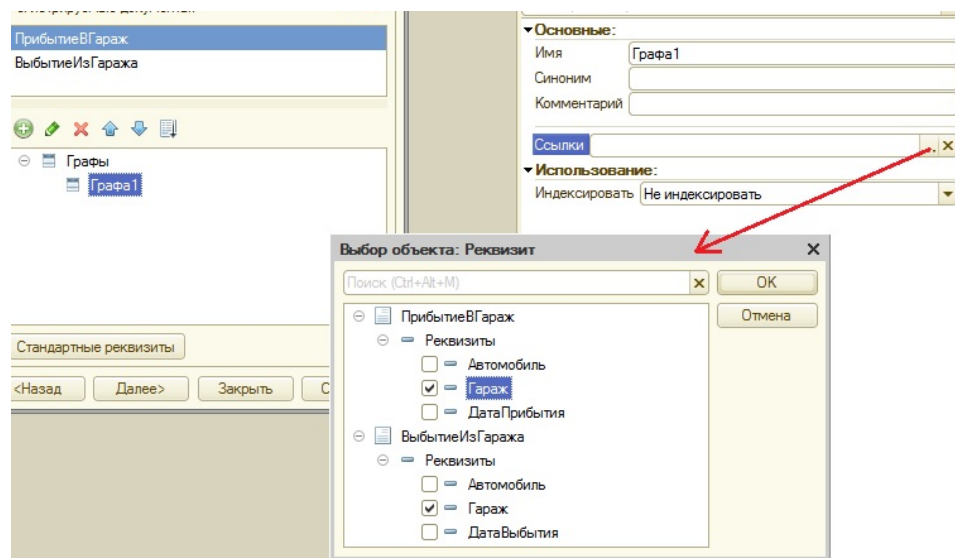 ПрибытиеВГараж
ВыбытиеИзГаража
Графы
Графа1
Стандартные реквизиты
<Назад Далее> Закрыть С
Основные:
Имя Графа1
Синоним
Комментарий
Ссылки
Использование:
Индексировать Не индексировать
Выбор объекта: Реквизит
Поиск (Ctrl+Alt+M)
OK
Отмена
ПрибытиеВГараж
Реквизиты
Автомобиль
Гараж
ДатаПрибытия
ВыбытиеИзГаража
Реквизиты
Автомобиль
Гараж
ДатаВыбытия